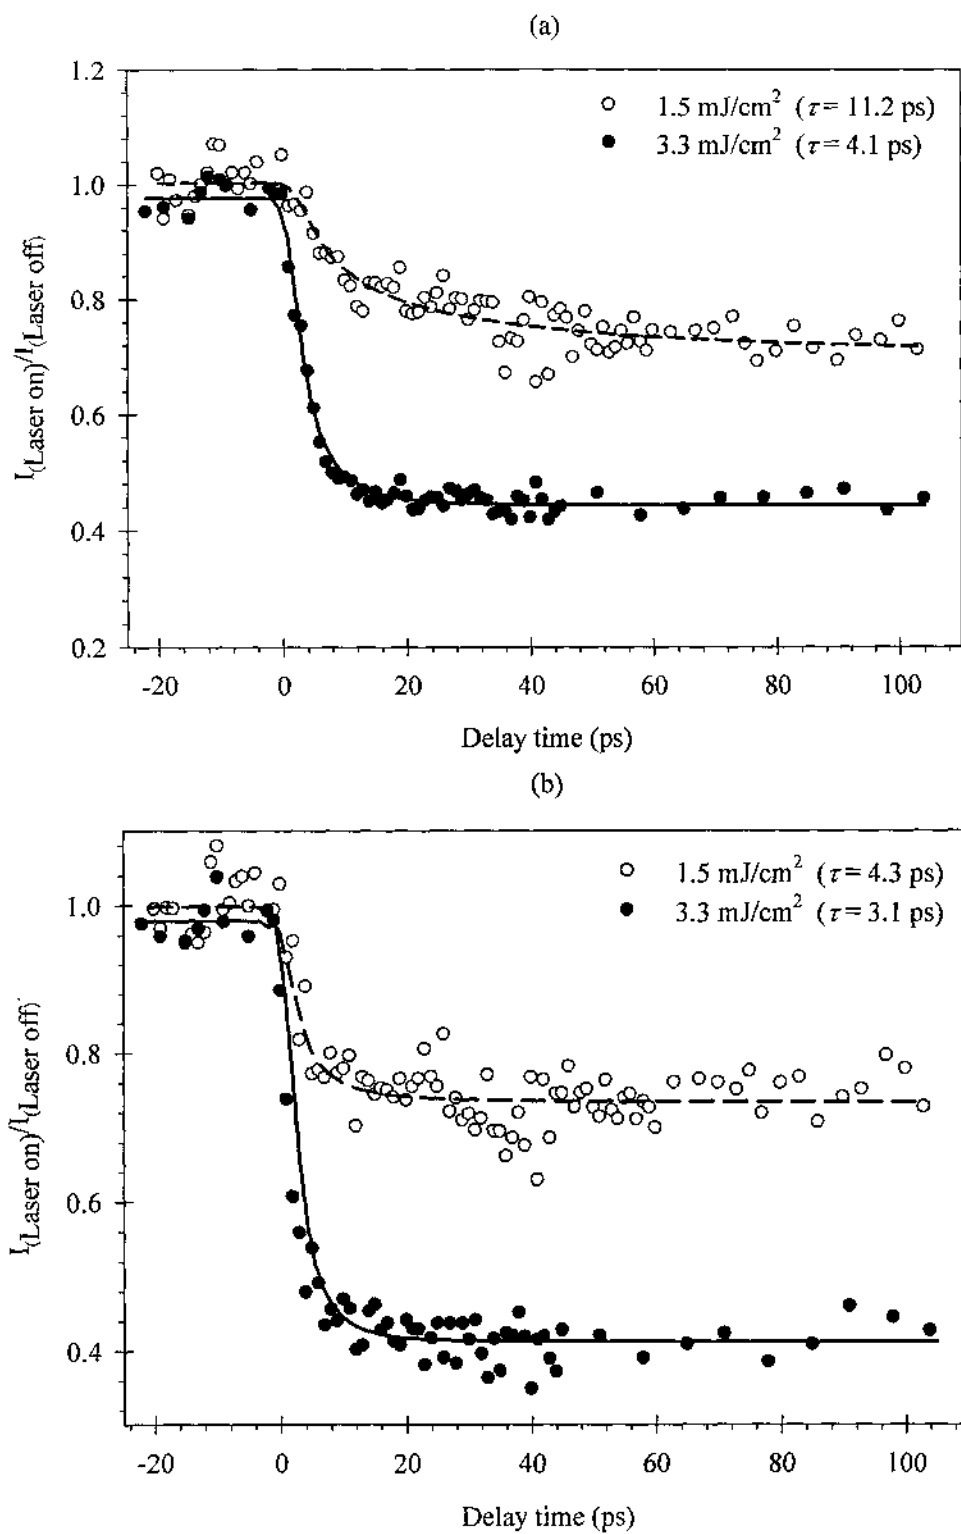 (a)
1.2
1.0
0.8
0.6
0.4
0.2
I(Laser on)/I(Laser off)
1.5 mJ/cm² (τ = 11.2 ps)
3.3 mJ/cm² (τ = 4.1 ps)
-20 0 20 40 60 80 100
Delay time (ps)
(b)
1.0
0.8
0.6
0.4
I(Laser on)/I(Laser off)
1.5 mJ/cm² (τ = 4.3 ps)
3.3 mJ/cm² (τ = 3.1 ps)
-20 0 20 40 60 80 100
Delay time (ps)